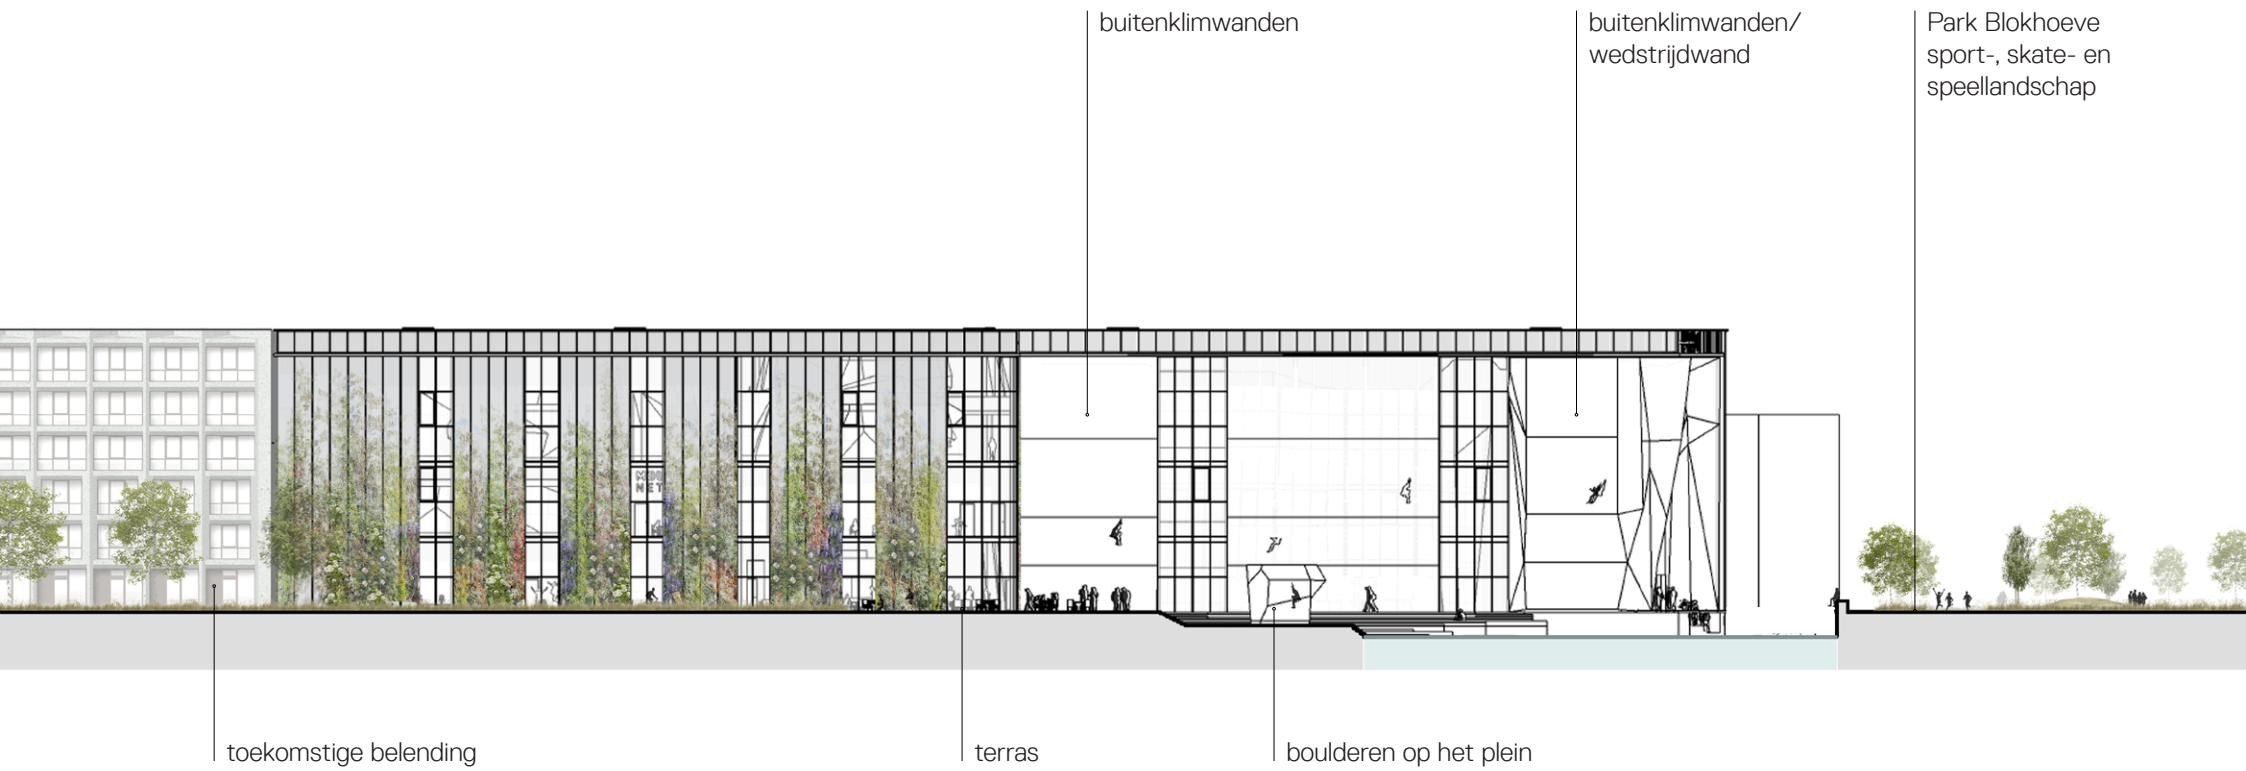 buitenklimwanden
buitenklimwanden/
wedstrijdwand
Park Blokhoeve
sport-, skate- en
speellandschap
toekomstige belending
terras
boulderen op het plein